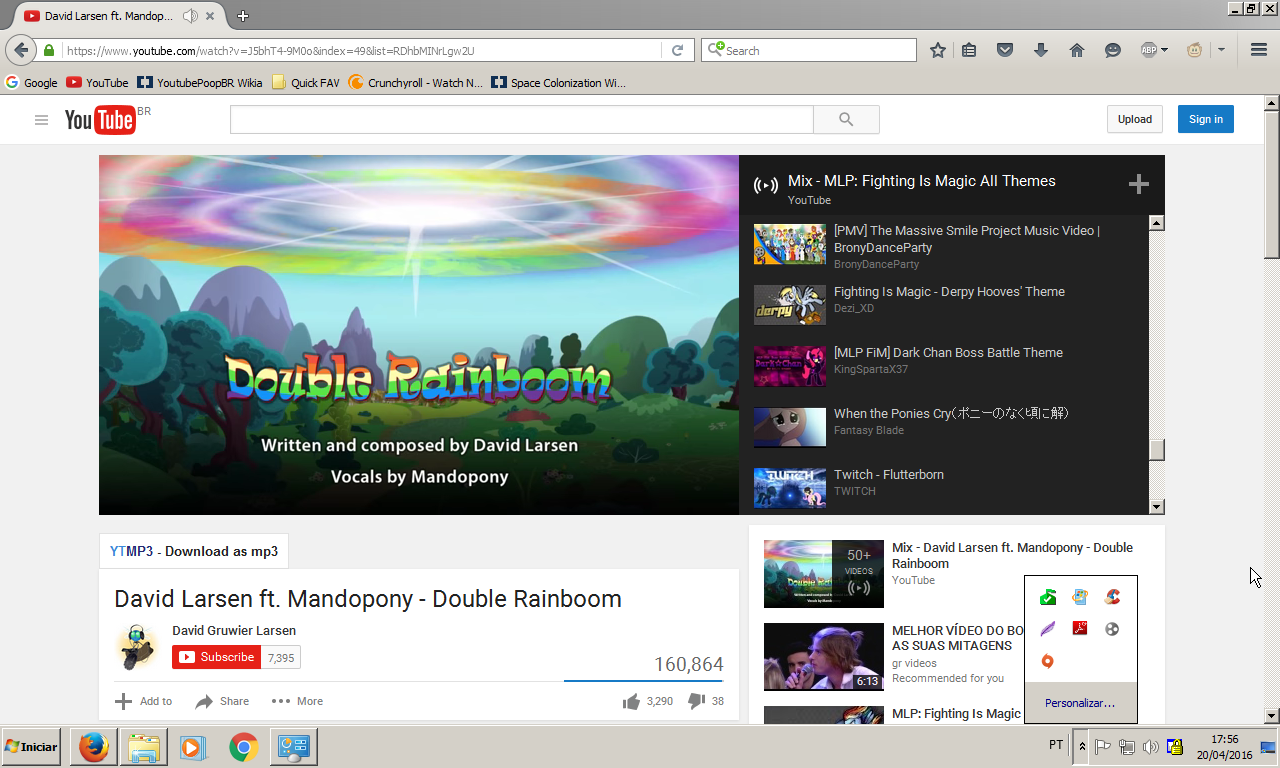 David Larsen ft. Mandop...
https://www.youtube.com/watch?v=J5bhT4-9M0o&index=49&list=RDhbMINrLgw2U
Search
ABP
Google
YouTube
YoutubePoopBR Wikia
Quick FAV
Crunchyroll - Watch N...
Space Colonization Wi...
YouTube BR
Upload
Sign in
Double Rainboom
Written and composed by David Larsen
Vocals by Mandopony
Mix - MLP: Fighting Is Magic All Themes
YouTube
[PMV] The Massive Smile Project Music Video |
BronyDanceParty
BronyDanceParty
derpy
Fighting Is Magic - Derpy Hooves' Theme
Dezi_XD
Dark Chan
[MLP FiM] Dark Chan Boss Battle Theme
KingSpartaX37
When the Ponies Cry(ポニーのなく頃に解)
Fantasy Blade
TWITCH
Twitch - Flutterborn
TWITCH
YTMP3 - Download as mp3
David Larsen ft. Mandopony - Double Rainboom
David Gruwier Larsen
Subscribe
7,395
160,864
Add to
Share
More
3,290
38
Double Rainboom
50+
VIDEOS
Mix - David Larsen ft. Mandopony - Double
Rainboom
YouTube
6:13
MELHOR VÍDEO DO BO
AS SUAS MITAGENS
gr videos
Recommended for you
MLP: Fighting Is Magic
Personalizar...
Iniciar
PT
17:56
20/04/2016